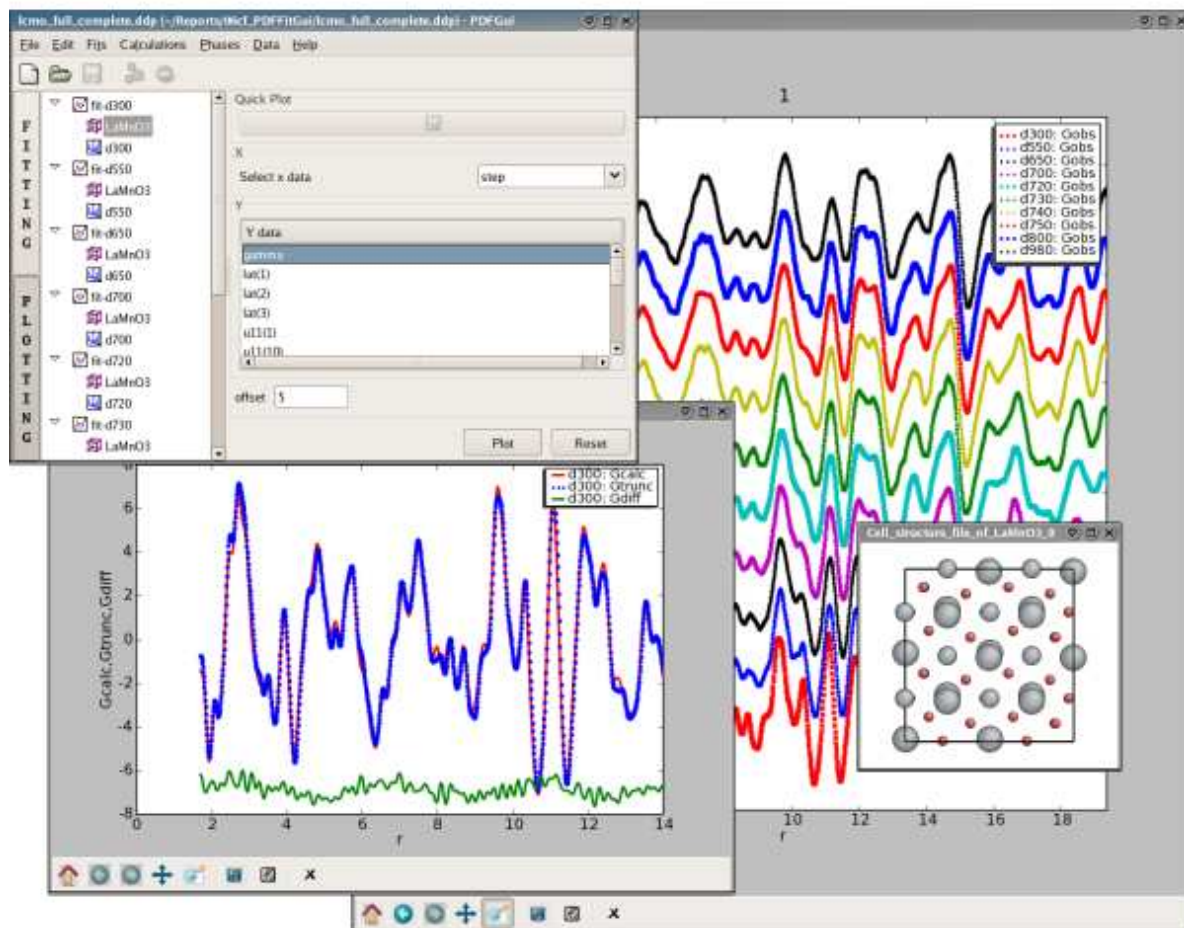 lcmo_full_complete.ddp (~/Reports/Wicf_PDFFitGui/lcmo_full_complete.ddp) - PDFGui
File Edit Fits Calculations Phases Data Help
FITTING
PLOTTING
fit-d300
LaMnO3
d300
fit-d550
LaMnO3
d550
fit-d650
LaMnO3
d650
fit-d700
LaMnO3
d700
fit-d720
LaMnO3
d720
fit-d730
LaMnO3
Quick Plot
X
Select x data step
Y
Y data
gamma
lat(1)
lat(2)
lat(3)
u11(1)
u11(10)
offset 5
Plot Reset
1
d300: Gobs
d550: Gobs
d650: Gobs
d700: Gobs
d720: Gobs
d730: Gobs
d740: Gobs
d750: Gobs
d800: Gobs
d980: Gobs
10 12 14 16 18
r
d300: Gcalc
d300: Gtrunc
d300: Gdiff
Gcalc,Gtrunc,Gdiff
6
4
2
0
-2
-4
-6
-8
0 2 4 6 8 10 12 14
r
Cell_structure_file_of_LaMnO3_0